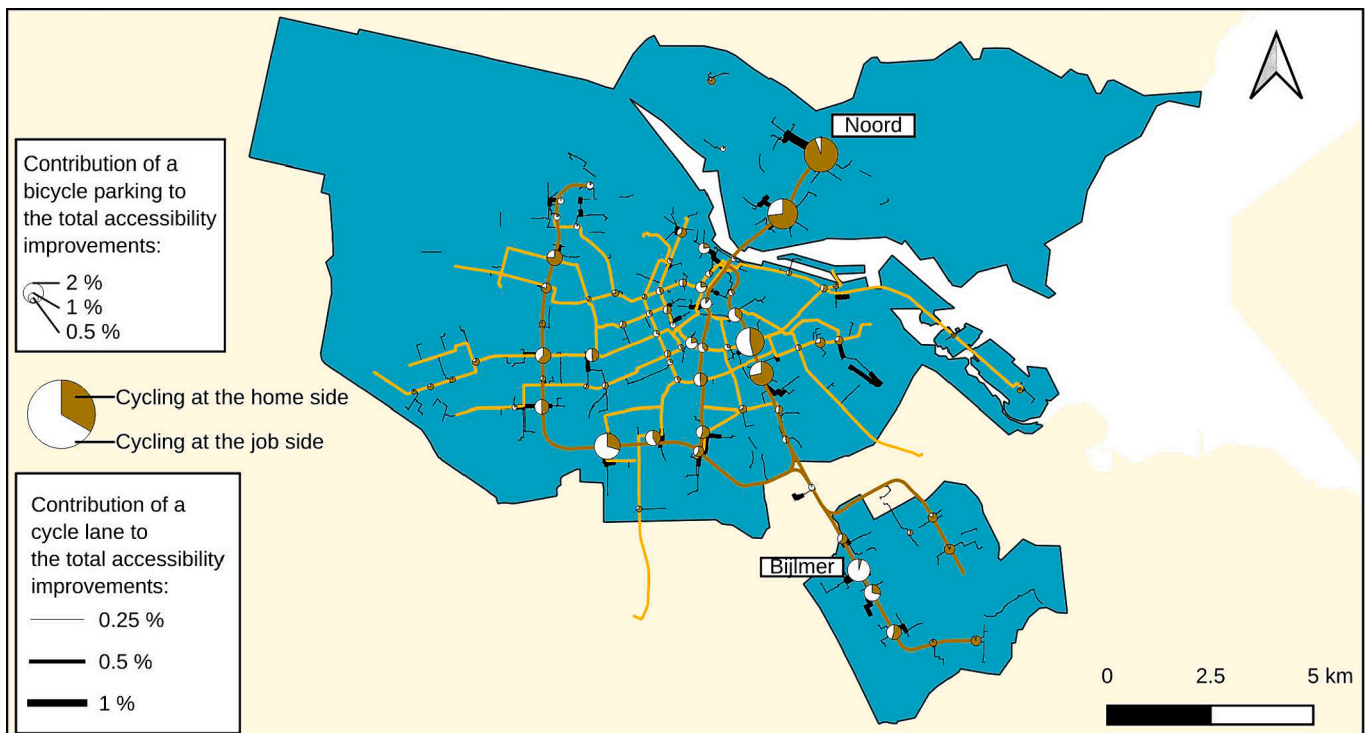 Noord
Contribution of a
bicycle parking to
the total accessibility
improvements:
2 %
1 %
0.5 %
Cycling at the home side
Cycling at the job side
Contribution of a
cycle lane to
the total accessibility
improvements:
0.25 %
0.5 %
1 %
Bijlmer
0 2.5 5 km